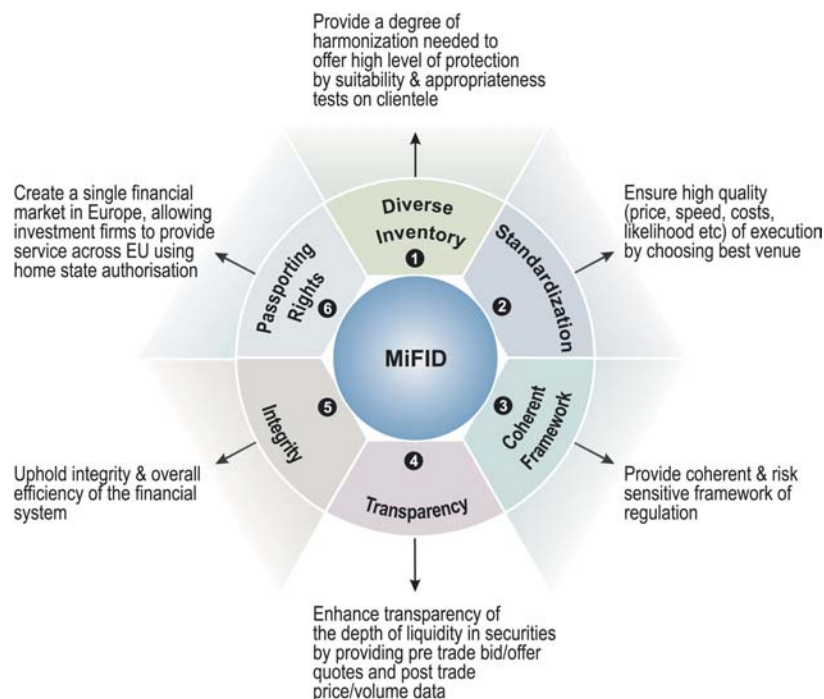 Provide a degree of
harmonization needed to
offer high level of protection
by suitability & appropriateness
tests on clientele
Create a single financial
market in Europe, allowing
investment firms to provide
service across EU using
home state authorisation
Ensure high quality
(price, speed, costs,
likelihood etc) of execution
by choosing best venue
Diverse
Inventory
1
Standardization
2
Coherent
Framework
3
Transparency
4
Integrity
5
Passporting
Rights
6
MiFID
Uphold integrity & overall
efficiency of the financial
system
Provide coherent & risk
sensitive framework of
regulation
Enhance transparency of
the depth of liquidity in securities
by providing pre trade bid/offer
quotes and post trade
price/volume data